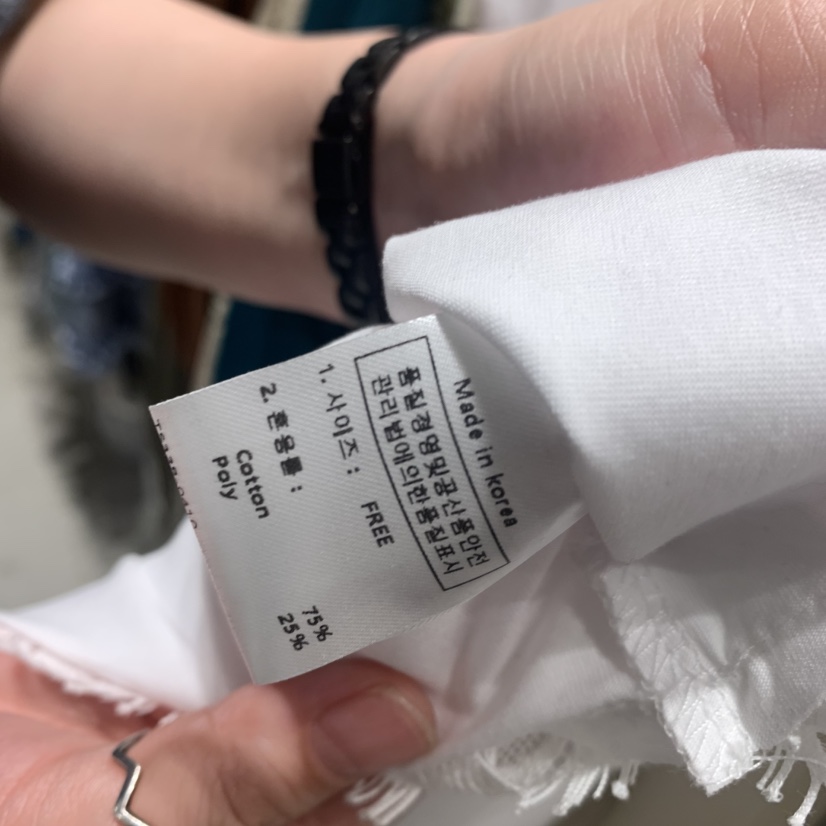 Made in korea
품질경영및공산품안전
관리법에의한품질표시
1. 사이즈 : FREE
2. 혼용률 :
Cotton 75%
Poly 25%